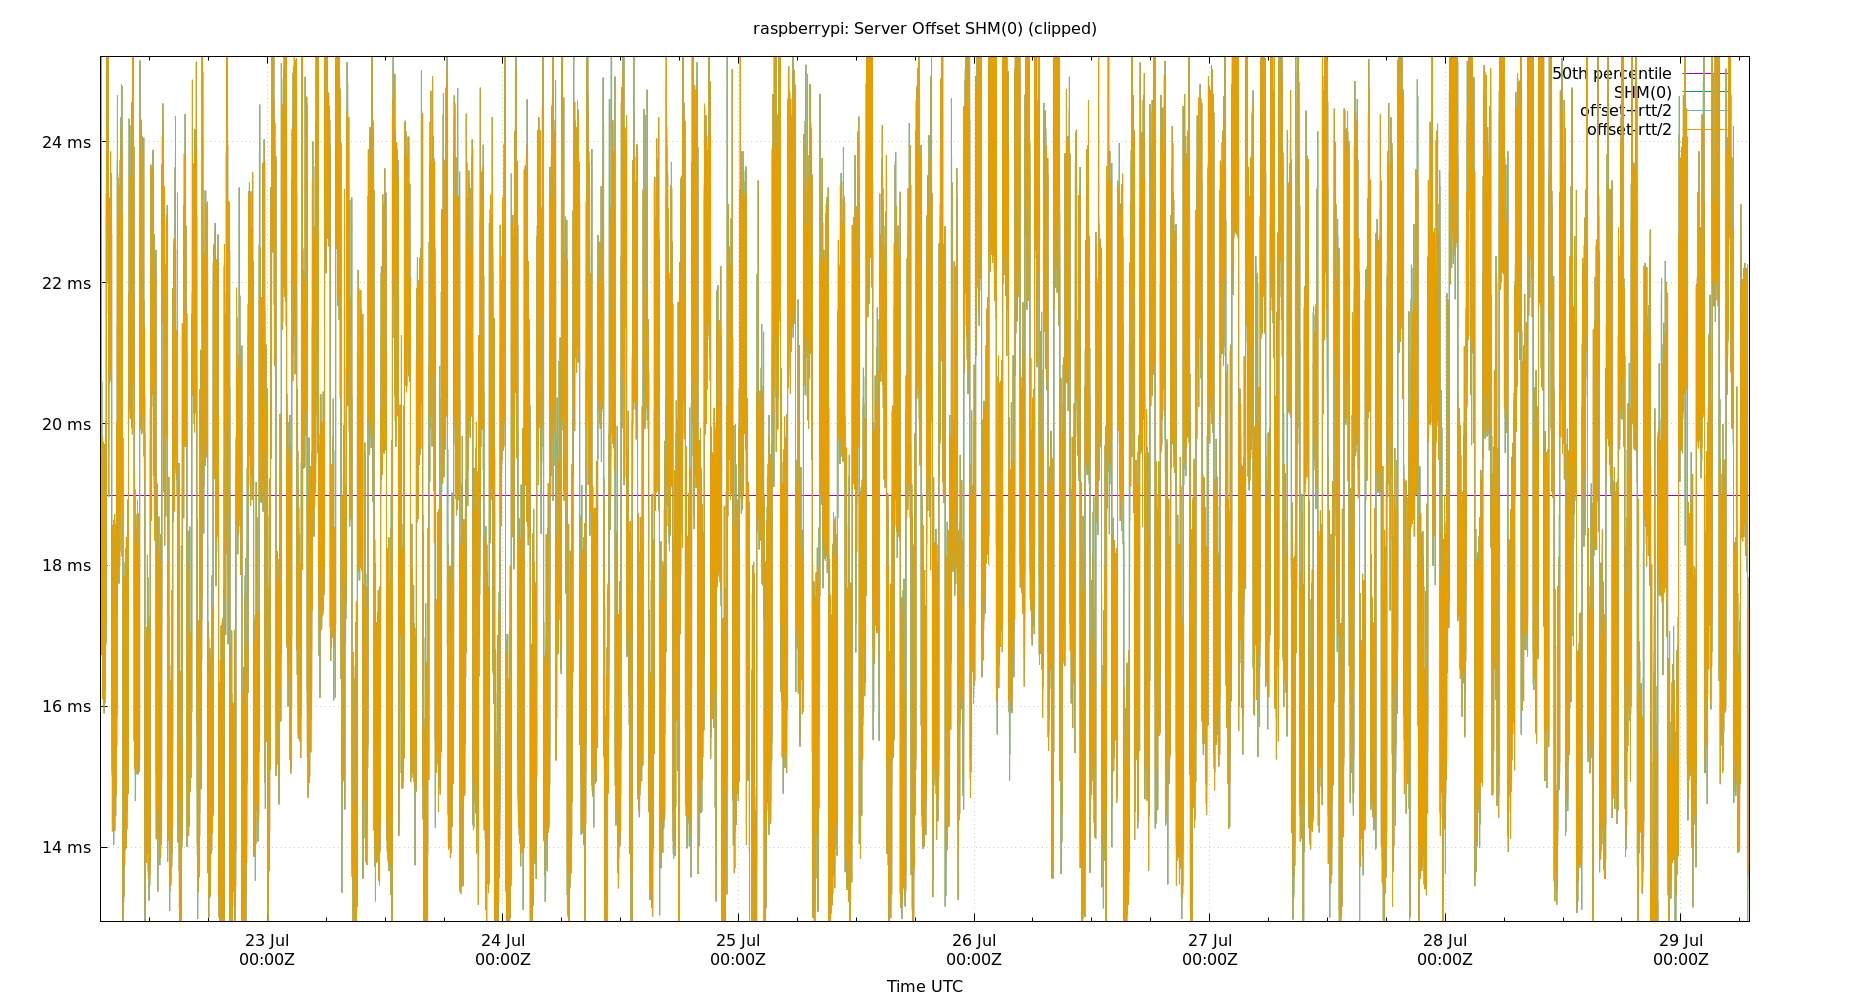 raspberrypi: Server Offset SHM(0) (clipped)
50th percentile
SHM(0)
offset+rtt/2
offset-rtt/2
24 ms
22 ms
20 ms
18 ms
16 ms
14 ms
23 Jul 24 Jul 25 Jul 26 Jul 27 Jul 28 Jul 29 Jul
00:00Z 00:00Z 00:00Z 00:00Z 00:00Z 00:00Z 00:00Z
Time UTC